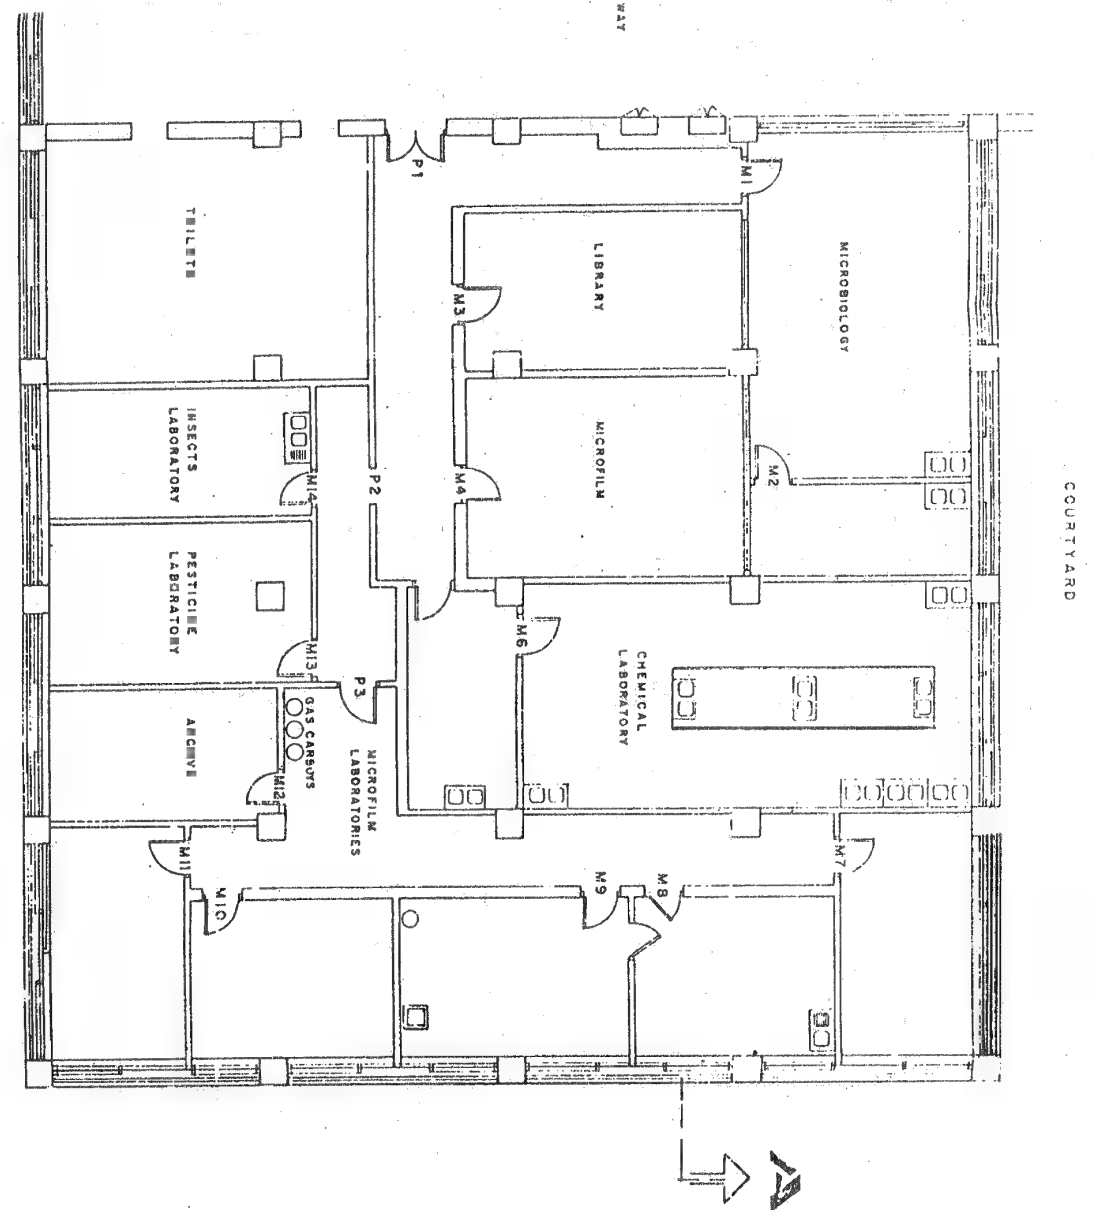 WAY
P1
M1
TOILETS
LIBRARY
MICROBIOLOGY
M3
INSECTS
LABORATORY
M14
P2
M4
MICROFILM
M2
COURTYARD
PESTICIDE
LABORATORY
M13
P3
M6
CHEMICAL
LABORATORY
ARCHIVE
GAS CARBOYS
M12
MICROFILM
LABORATORIES
M11
M10
M9
M8
M7
A